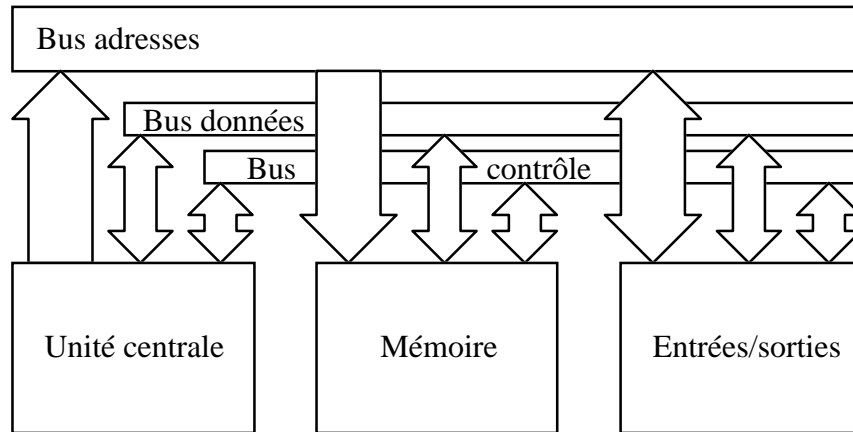 Bus adresses
Bus données
Bus contrôle
Unité centrale
Mémoire
Entrées/sorties